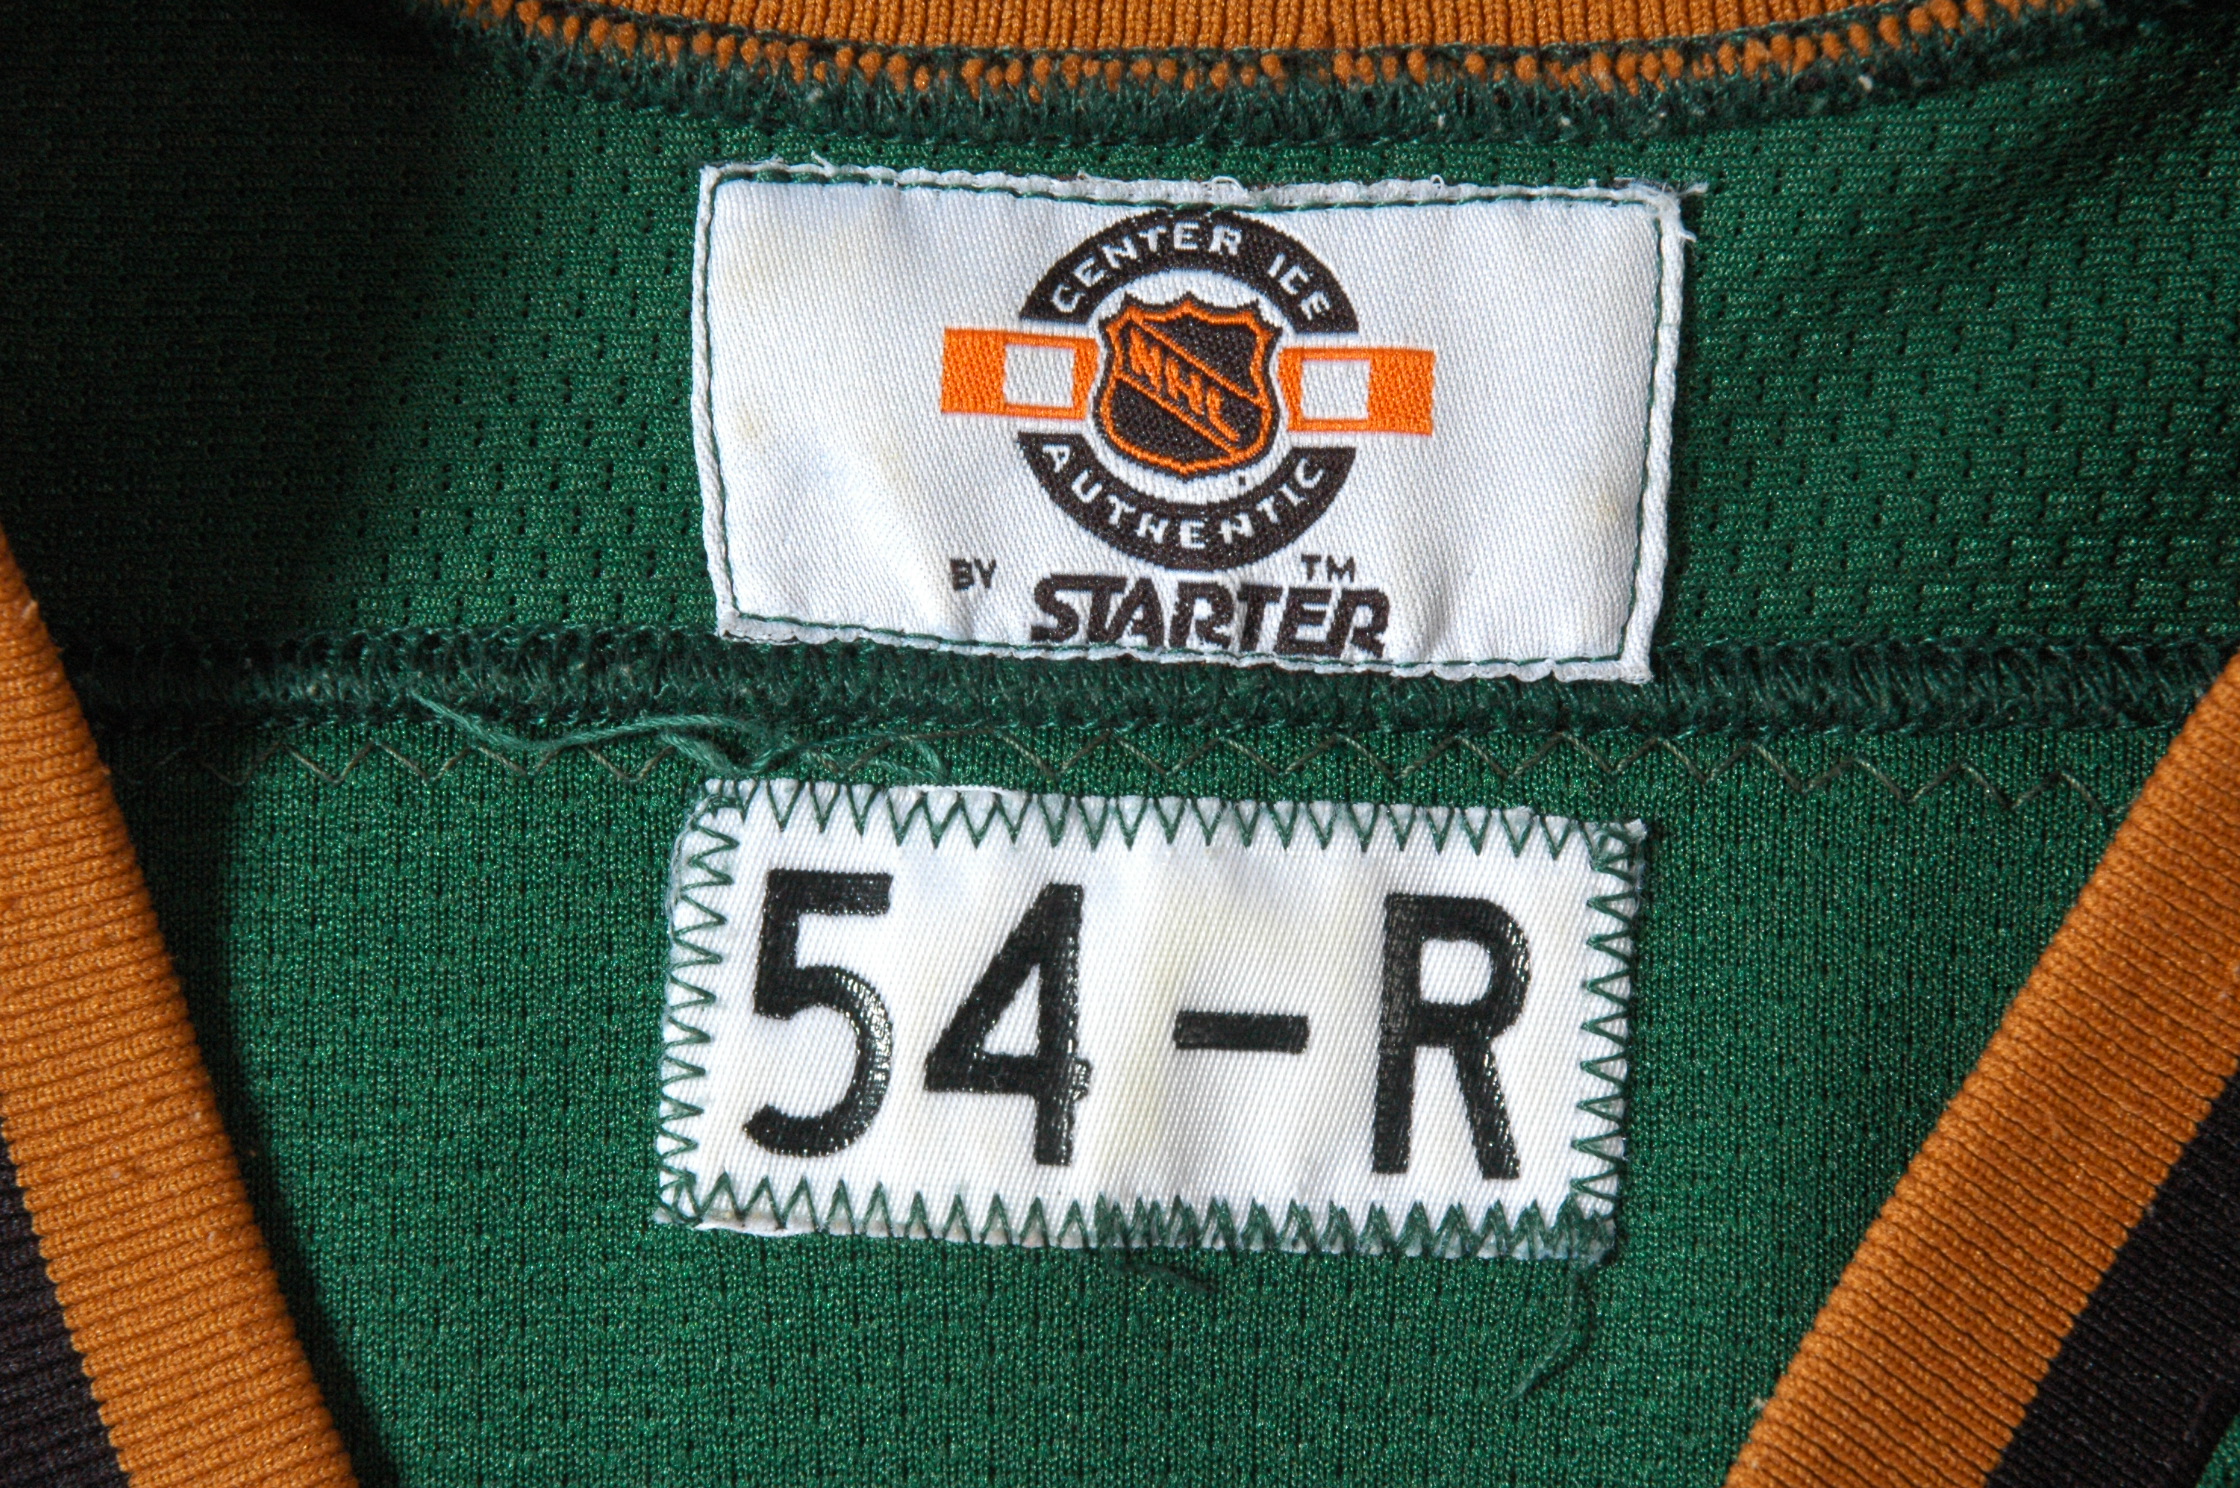 CENTER ICE
NHL
AUTHENTIC
BY STARTER TM
54-R